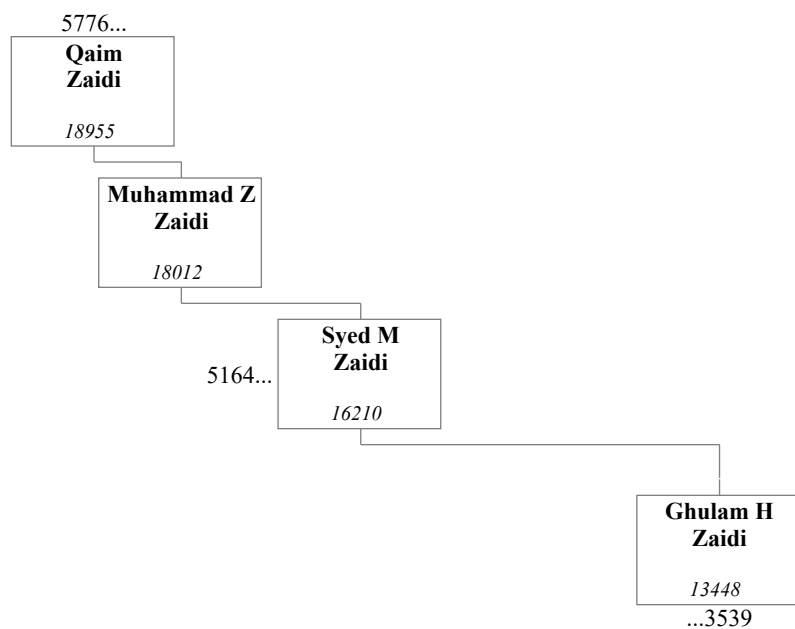 5776...
Qaim
Zaidi
18955
Muhammad Z
Zaidi
18012
Syed M
Zaidi
5164...
16210
Ghulam H
Zaidi
13448
...3539